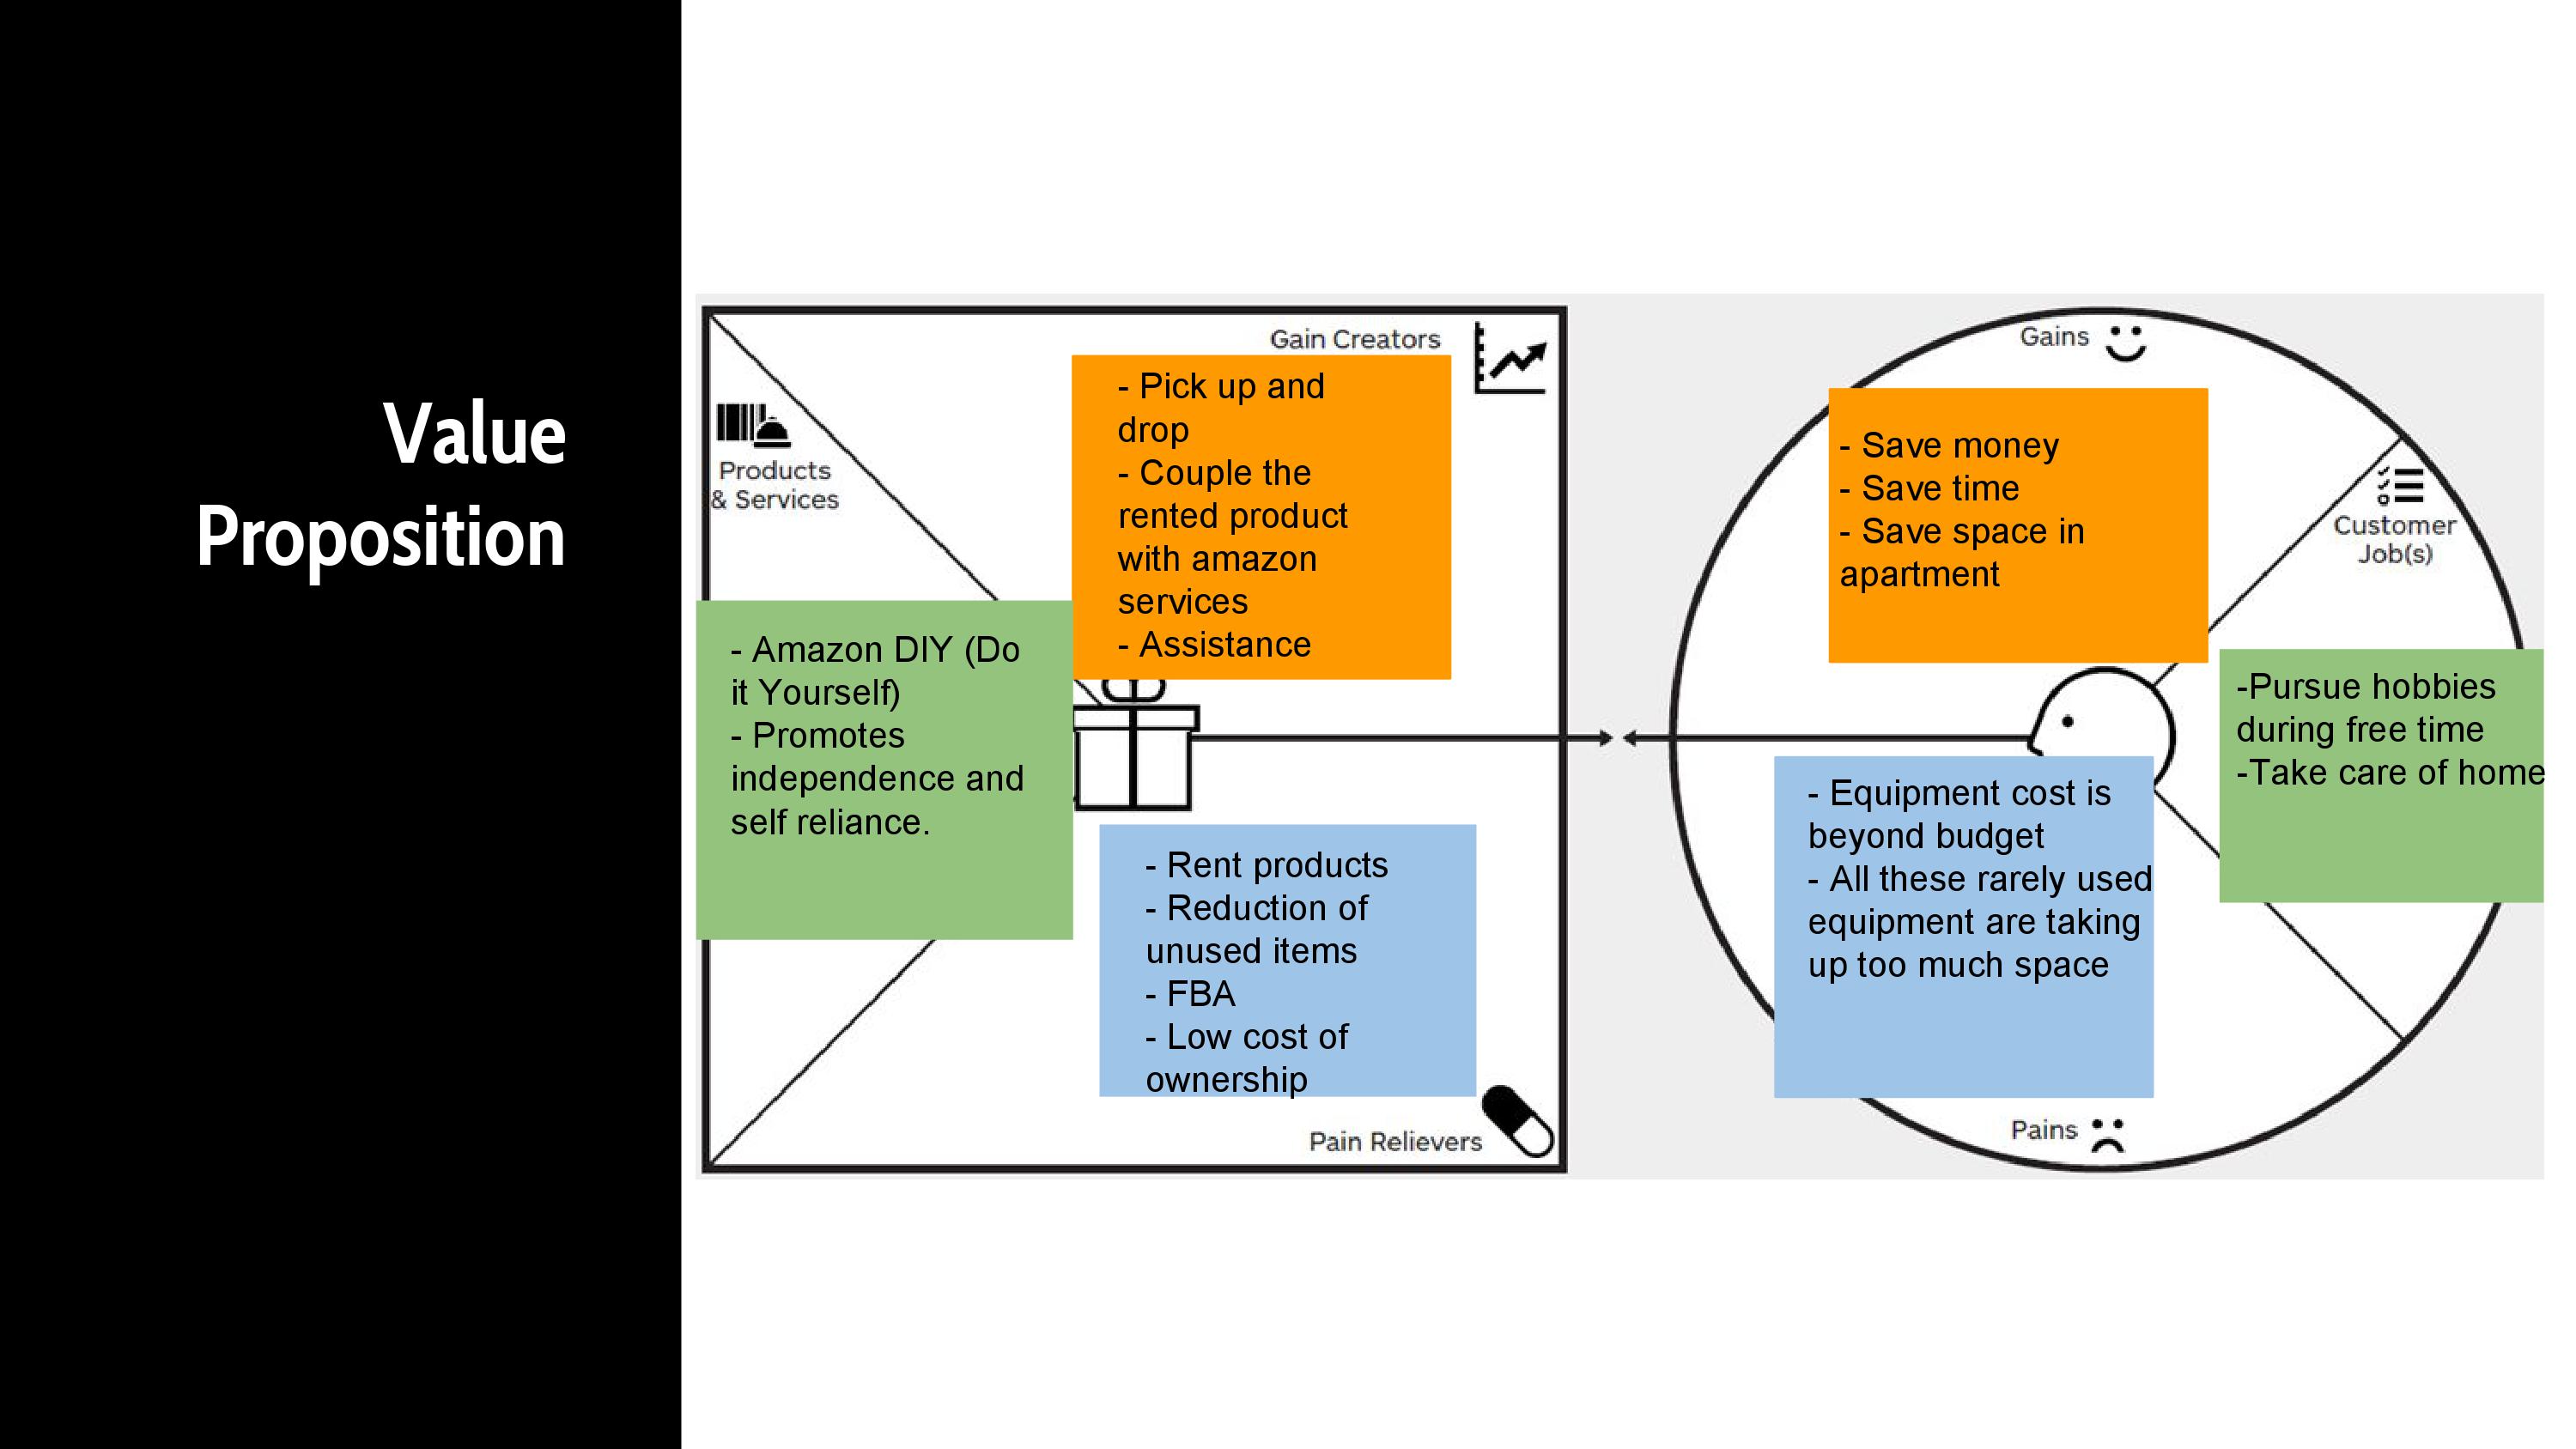 Value
Proposition
Gain Creators
- Pick up and
drop
- Couple the
rented product
with amazon
services
- Assistance
Products
& Services
- Amazon DIY (Do
it Yourself)
- Promotes
independence and
self reliance.
- Rent products
- Reduction of
unused items
- FBA
- Low cost of
ownership
Pain Relievers
Gains
- Save money
- Save time
- Save space in
apartment
Customer
Job(s)
-Pursue hobbies
during free time
-Take care of home
- Equipment cost is
beyond budget
- All these rarely used
equipment are taking
up too much space
Pains